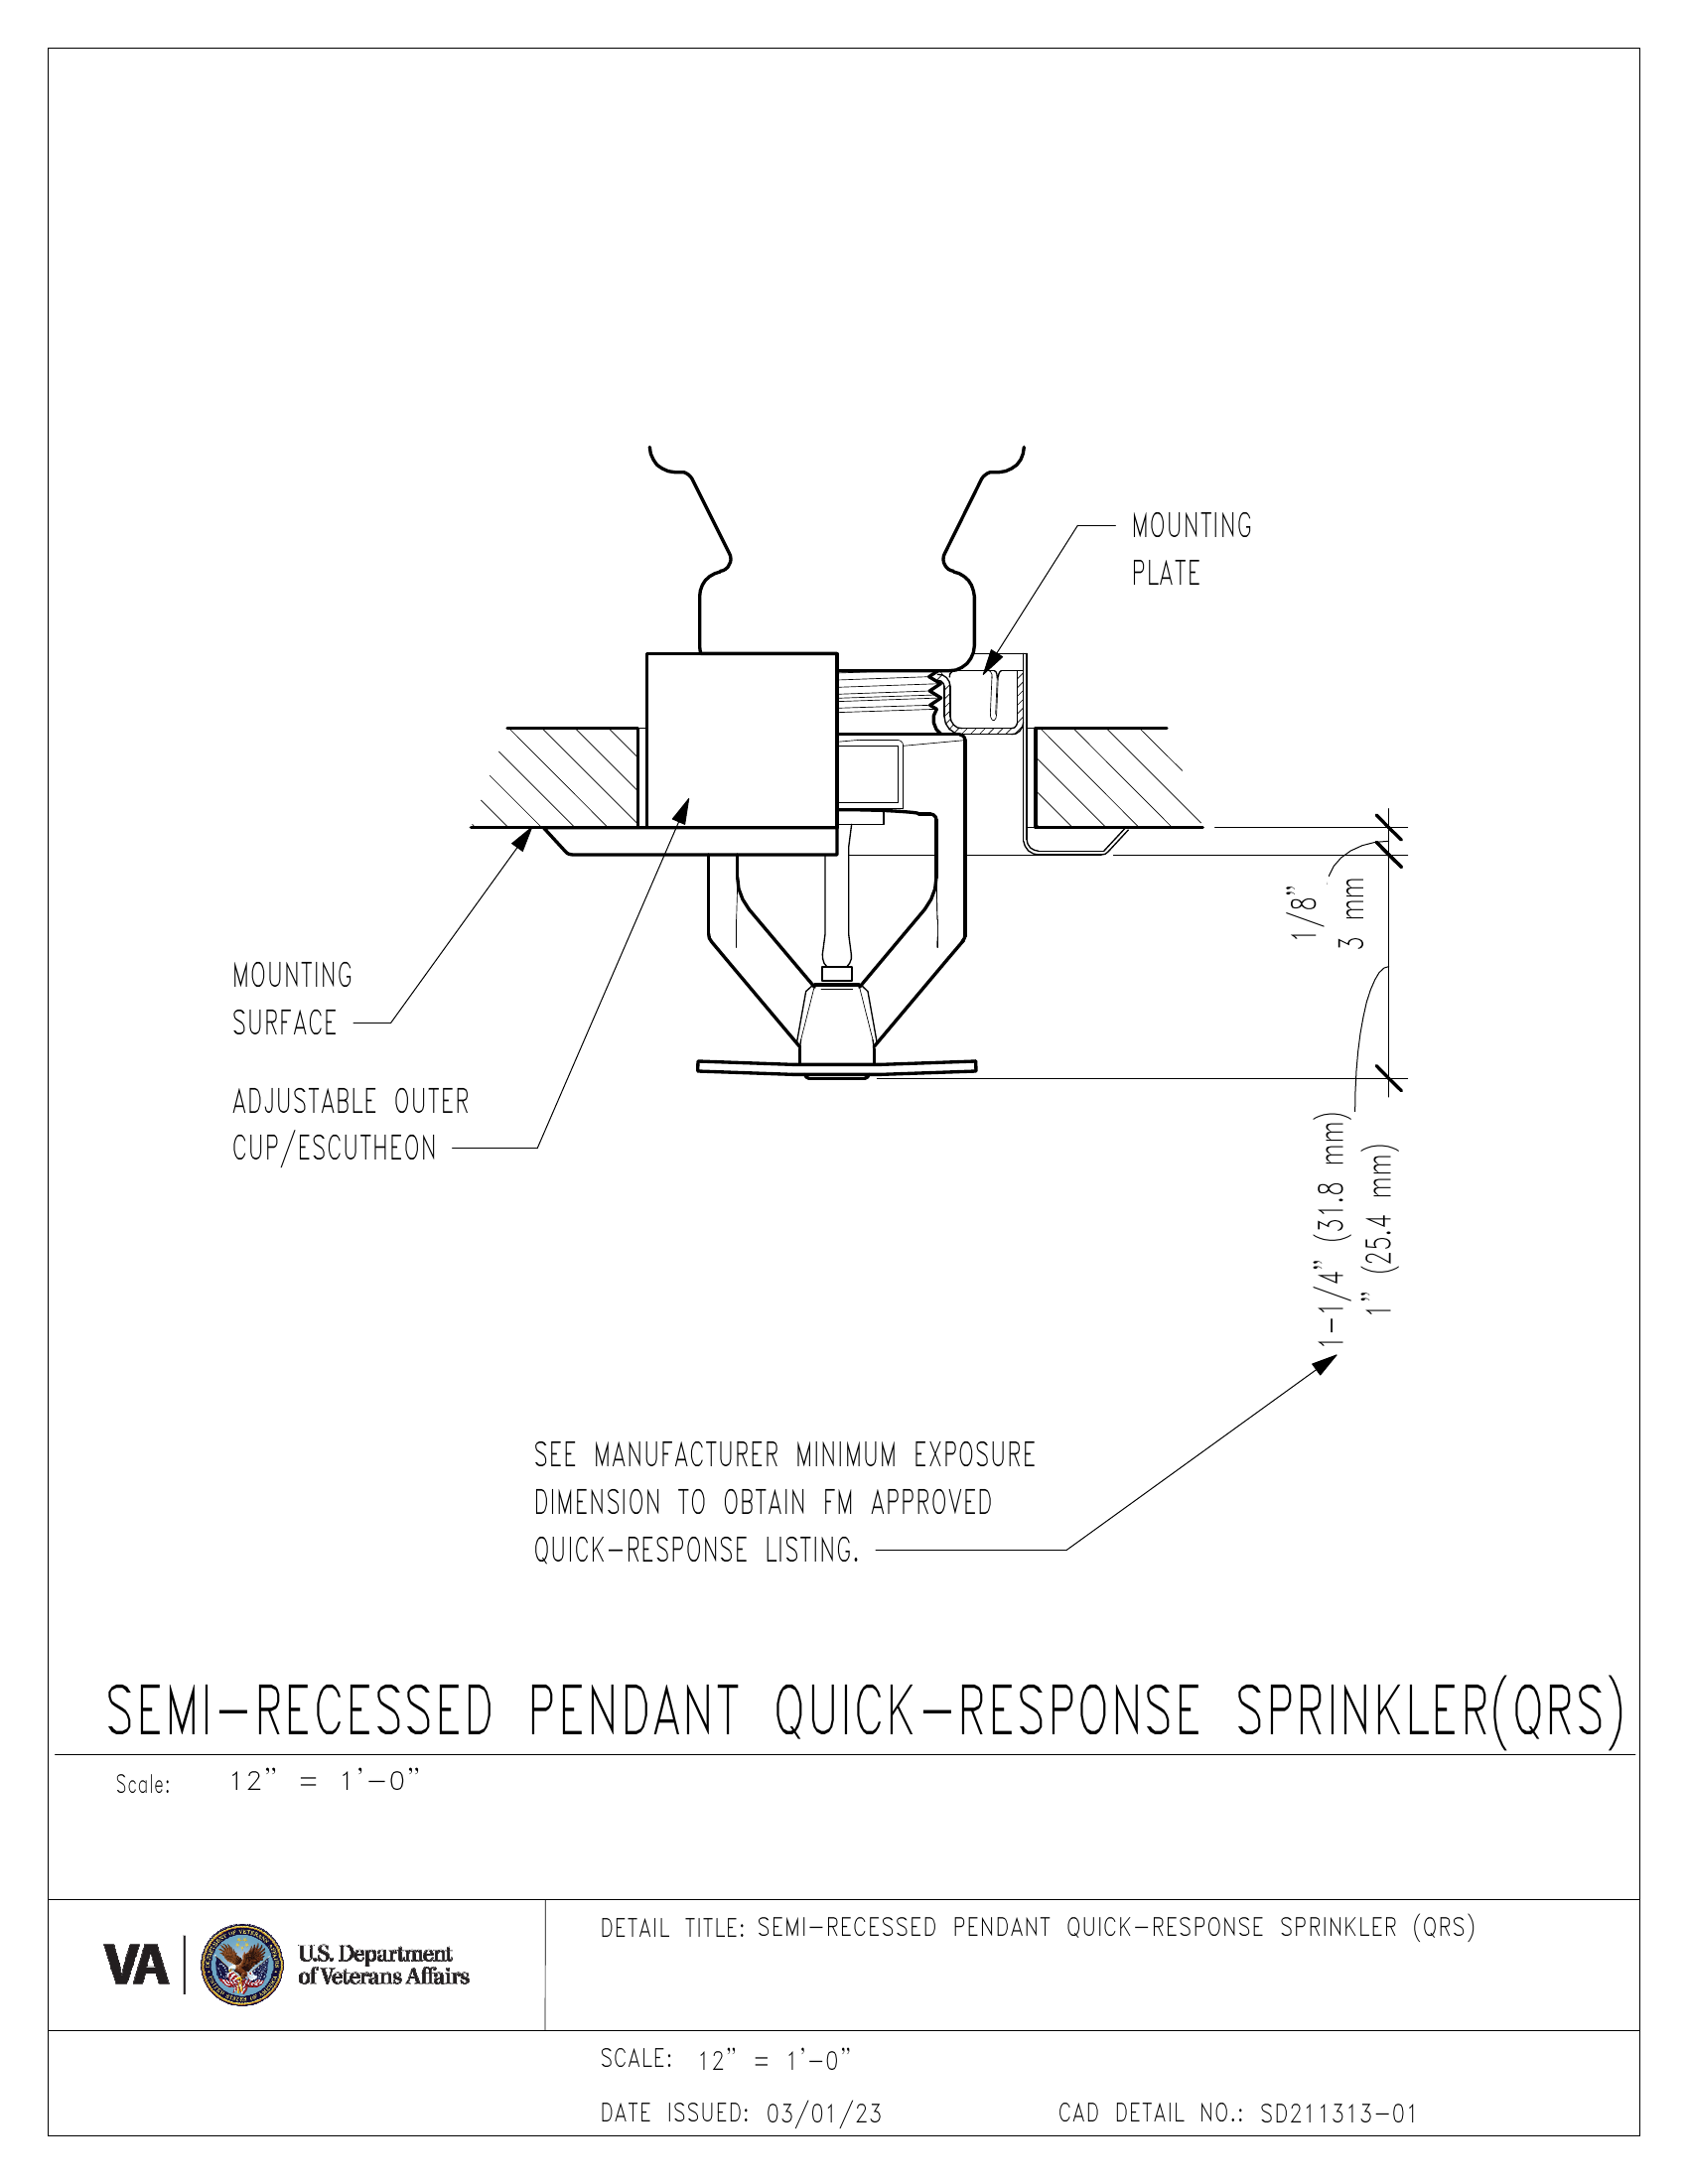 MOUNTING
PLATE
1/8"
3 mm
MOUNTING
SURFACE
ADJUSTABLE OUTER
CUP/ESCUTHEON
1-1/4" (31.8 mm)
1" (25.4 mm)
SEE MANUFACTURER MINIMUM EXPOSURE
DIMENSION TO OBTAIN FM APPROVED
QUICK-RESPONSE LISTING.
SEMI-RECESSED PENDANT QUICK-RESPONSE SPRINKLER(QRS)
Scale: 12" = 1'-0"
VA
U.S. Department
of Veterans Affairs
DETAIL TITLE: SEMI-RECESSED PENDANT QUICK-RESPONSE SPRINKLER (QRS)
SCALE: 12" = 1'-0"
DATE ISSUED: 03/01/23 CAD DETAIL NO.: SD211313-01